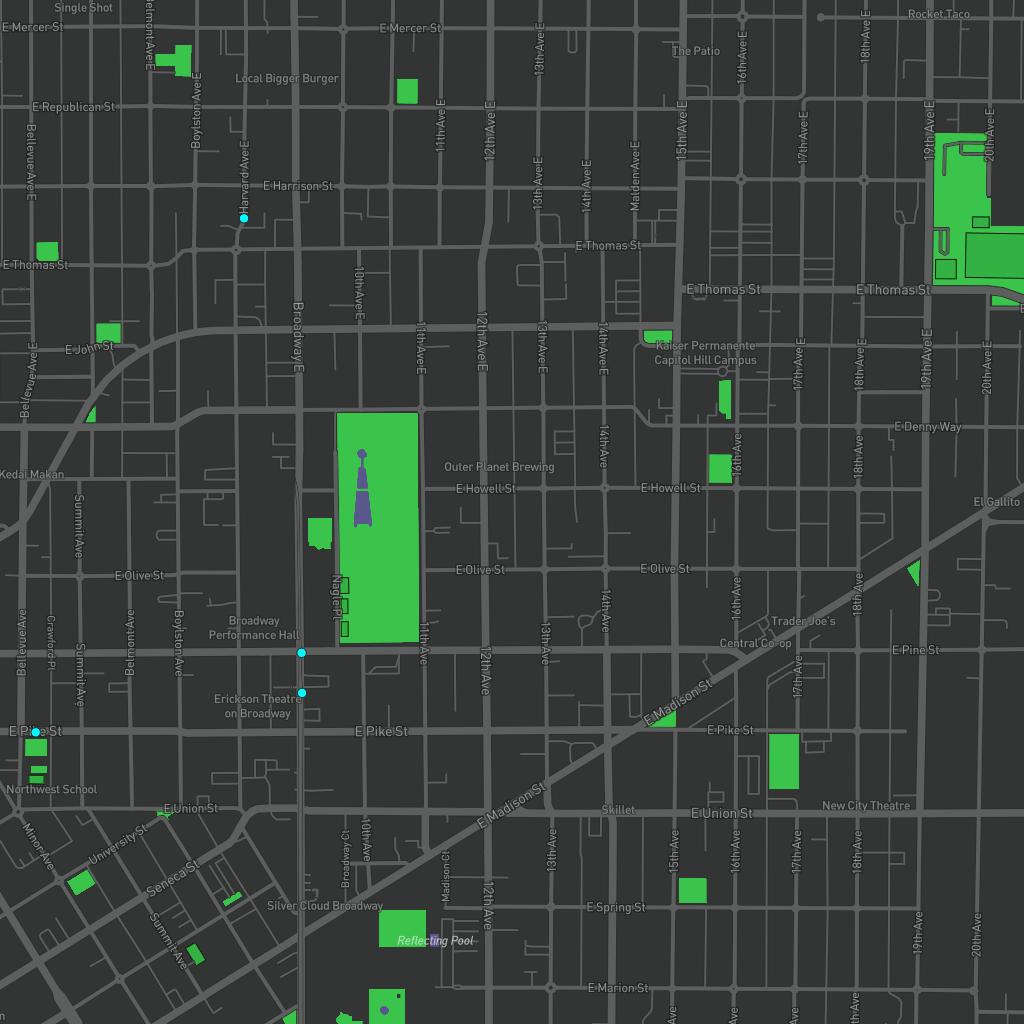 Single Shot
Rocket Taco
E Mercer St
E Mercer St
Belmont Ave E
13th Ave E
16th Ave E
18th Ave E
The Patio
Local Bigger Burger
Boylston Ave E
E Republican St
11th Ave E
12th Ave E
15th Ave E
17th Ave E
19th Ave E
20th Ave E
Bellevue Ave E
Harvard Ave E
E Harrison St
13th Ave E
14th Ave E
Malden Ave E
E Thomas St
E Thomas St
E Thomas St
E Thomas St
10th Ave E
Broadway E
11th Ave E
12th Ave E
13th Ave E
14th Ave E
E John St
Kaiser Permanente
Capitol Hill Campus
17th Ave E
18th Ave E
19th Ave E
20th Ave E
Bellevue Ave E
E Denny Way
14th Ave E
16th Ave E
18th Ave E
Kedai Makan
Outer Planet Brewing
E Howell St
E Howell St
El Gallito
Summit Ave
E Olive St
E Olive St
E Olive St
Nagle Pl
16th Ave E
18th Ave E
14th Ave E
Broadway
Performance Hall
Trader Joe's
Central Co-op
E Pine St
Bellevue Ave
Crawford Pl
Summit Ave
Belmont Ave
Boylston Ave
11th Ave E
12th Ave E
13th Ave E
17th Ave E
Erickson Theatre
on Broadway
E Madison St
E Pike St
E Pike St
E Pike St
Northwest School
E Union St
E Madison St
Skillet
E Union St
New City Theatre
Minor Ave
University St
Seneca St
Broadway Ct
10th Ave E
Madison Ct
13th Ave E
15th Ave E
16th Ave E
17th Ave E
18th Ave E
Silver Cloud Broadway
12th Ave E
E Spring St
Summit Ave
Reflecting Pool
19th Ave E
20th Ave E
E Marion St